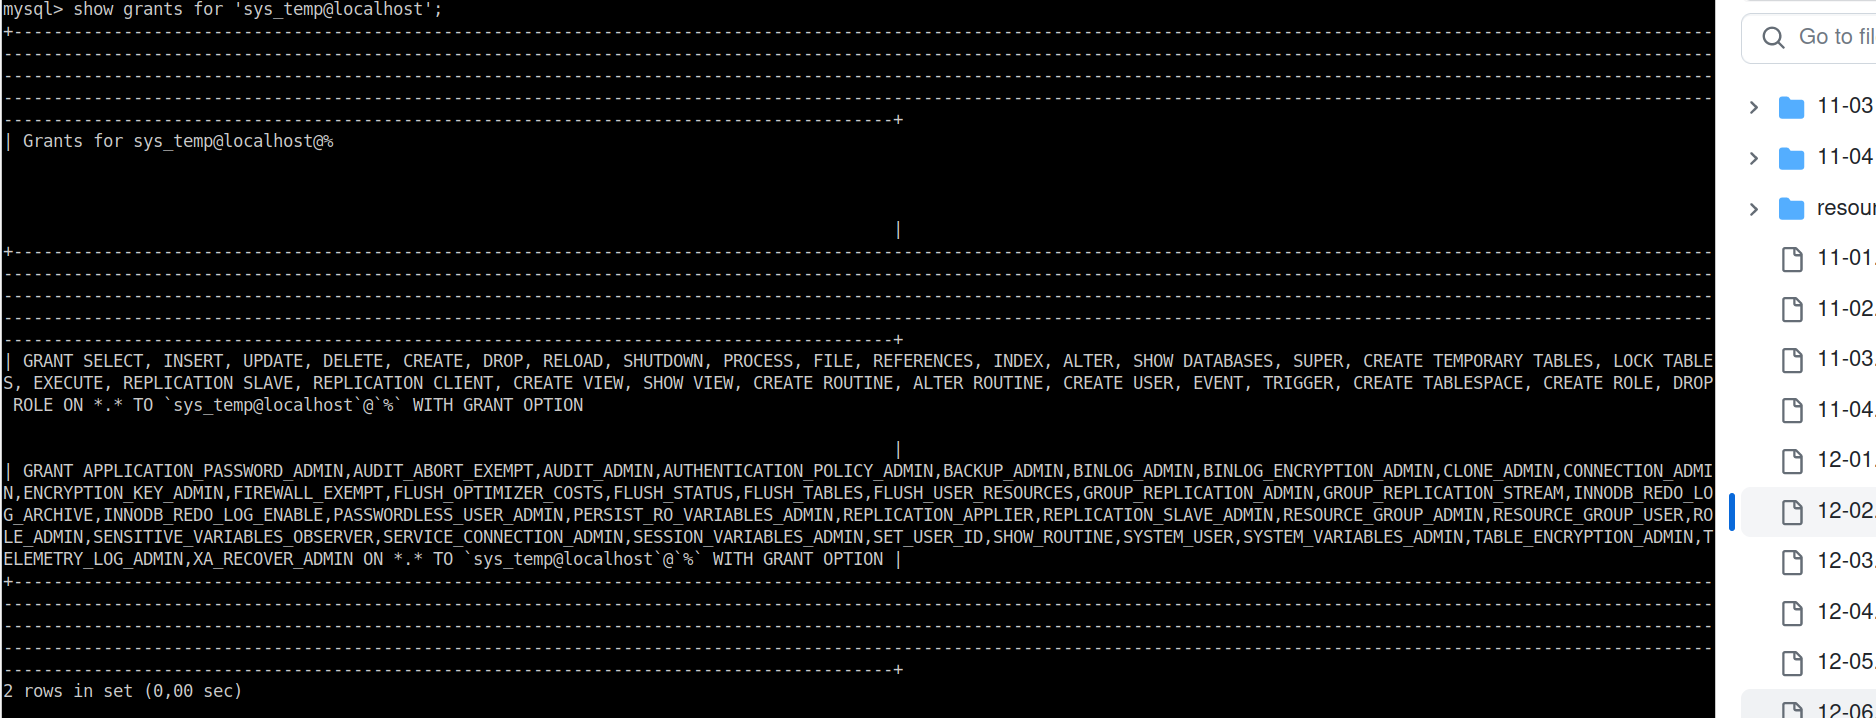 mysql> show grants for 'sys_temp@localhost';
| Grants for sys_temp@localhost@%
|
| GRANT SELECT, INSERT, UPDATE, DELETE, CREATE, DROP, RELOAD, SHUTDOWN, PROCESS, FILE, REFERENCES, INDEX, ALTER, SHOW DATABASES, SUPER, CREATE TEMPORARY TABLES, LOCK TABLE
S, EXECUTE, REPLICATION SLAVE, REPLICATION CLIENT, CREATE VIEW, SHOW VIEW, CREATE ROUTINE, ALTER ROUTINE, CREATE USER, EVENT, TRIGGER, CREATE TABLESPACE, CREATE ROLE, DROP
ROLE ON *.* TO `sys_temp@localhost`@`%` WITH GRANT OPTION
|
| GRANT APPLICATION_PASSWORD_ADMIN,AUDIT_ABORT_EXEMPT,AUDIT_ADMIN,AUTHENTICATION_POLICY_ADMIN,BACKUP_ADMIN,BINLOG_ADMIN,BINLOG_ENCRYPTION_ADMIN,CLONE_ADMIN,CONNECTION_ADMI
N,ENCRYPTION_KEY_ADMIN,FIREWALL_EXEMPT,FLUSH_OPTIMIZER_COSTS,FLUSH_STATUS,FLUSH_TABLES,FLUSH_USER_RESOURCES,GROUP_REPLICATION_ADMIN,GROUP_REPLICATION_STREAM,INNODB_REDO_LO
G_ARCHIVE,INNODB_REDO_LOG_ENABLE,PASSWORDLESS_USER_ADMIN,PERSIST_RO_VARIABLES_ADMIN,REPLICATION_APPLIER,REPLICATION_SLAVE_ADMIN,RESOURCE_GROUP_ADMIN,RESOURCE_GROUP_USER,RO
LE_ADMIN,SENSITIVE_VARIABLES_OBSERVER,SERVICE_CONNECTION_ADMIN,SESSION_VARIABLES_ADMIN,SET_USER_ID,SHOW_ROUTINE,SYSTEM_USER,SYSTEM_VARIABLES_ADMIN,TABLE_ENCRYPTION_ADMIN,T
ELEMETRY_LOG_ADMIN,XA_RECOVER_ADMIN ON *.* TO `sys_temp@localhost`@`%` WITH GRANT OPTION |
2 rows in set (0,00 sec)
Go to fil
11-03
11-04
resour
11-01.
11-02.
11-03.
11-04.
12-01.
12-02.
12-03.
12-04.
12-05.
12-06